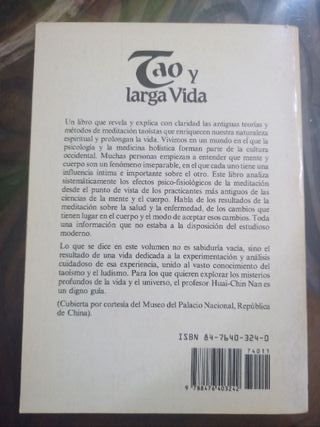 Tao y
larga Vida
Un libro que revela y explica con claridad las antiguas teorías y
métodos de meditación taoístas que enriquecen nuestra naturaleza
espiritual y prolongan la vida. Vivimos en un mundo en el que la
psicología y la medicina holística forman parte de la cultura
occidental. Muchas personas empiezan a entender que mente y
cuerpo son un fenómeno inseparable, en el que cada uno tiene una
influencia íntima e importante sobre el otro. Este libro analiza
sistemáticamente los efectos psico-fisiológicos de la meditación
desde el punto de vista de los practicantes más antiguos de las
ciencias de la mente y el cuerpo. Habla de los resultados de la
meditación sobre la salud y la enfermedad, de los cambios que
tienen lugar en el cuerpo y el modo de aceptar esos cambios. Toda
una información que no estaba a la disposición del estudioso
moderno.
Lo que se dice en este volumen no es sabiduría vacía, sino el
resultado de una vida dedicada a la experimentación y análisis
cuidadoso de esa experiencia, unido al vasto conocimiento del
taoísmo y el ludismo. Para los que quieren explorar los misterios
profundos de la vida y el universo, el profesor Huai-Chin Nan es
un digno guía.
(Cubierta por cortesía del Museo del Palacio Nacional, República
de China).
ISBN 84-7640-324-0
74011
9 788476 403242